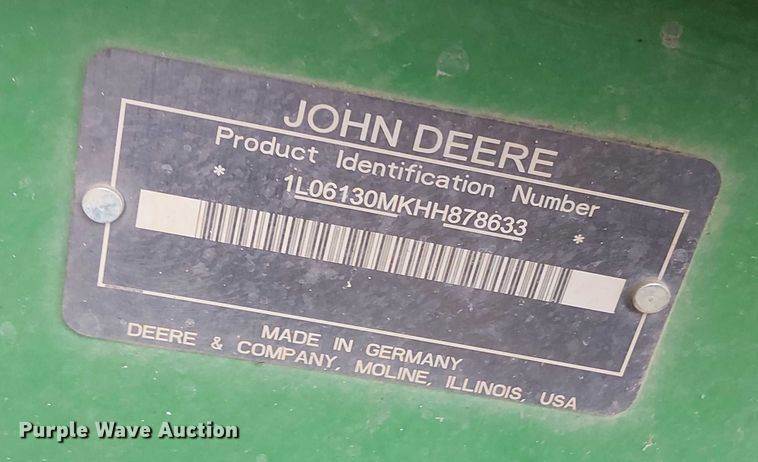 JOHN DEERE
Product Identification Number
* 1L06130MKHH878633 *
MADE IN GERMANY
DEERE & COMPANY, MOLINE, ILLINOIS, USA
Purple Wave Auction